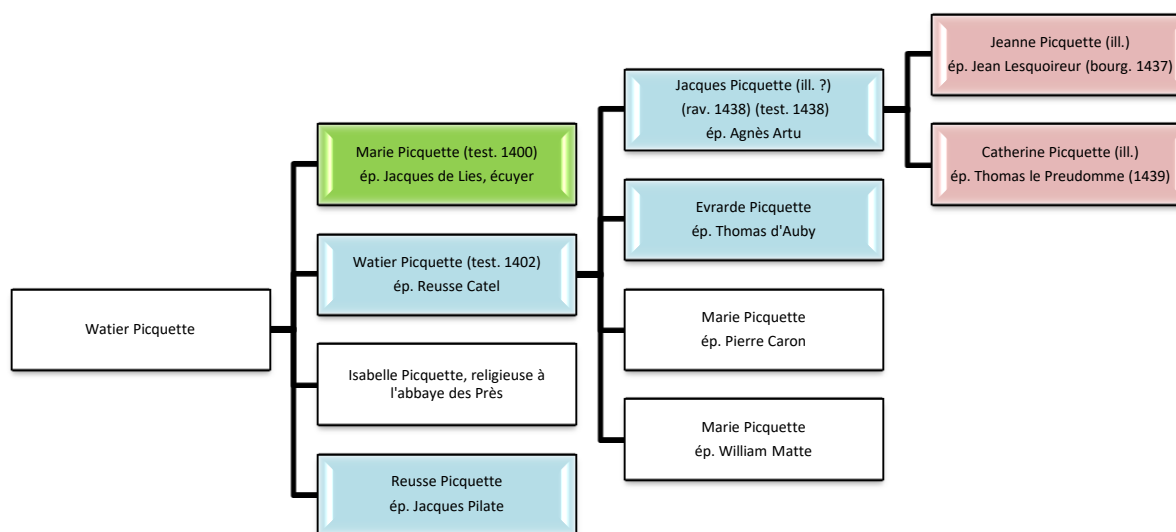 Watier Picquette
Marie Picquette (test. 1400)
ép. Jacques de Lies, écuyer
Watier Picquette (test. 1402)
ép. Reusse Catel
Isabelle Picquette, religieuse à
l'abbaye des Près
Reusse Picquette
ép. Jacques Pilate
Jacques Picquette (ill. ?)
(rav. 1438) (test. 1438)
ép. Agnès Artu
Evrarde Picquette
ép. Thomas d'Auby
Marie Picquette
ép. Pierre Caron
Marie Picquette
ép. William Matte
Jeanne Picquette (ill.)
ép. Jean Lesquoireur (bourg. 1437)
Catherine Picquette (ill.)
ép. Thomas le Preudomme (1439)